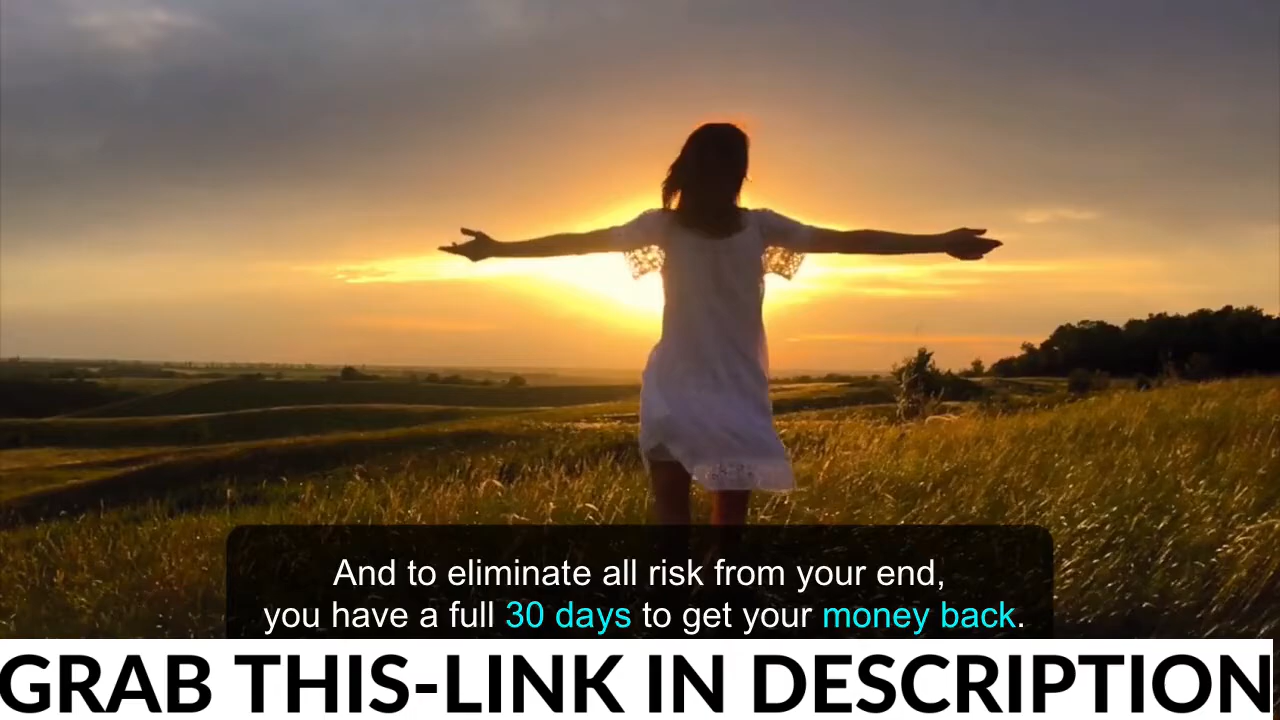 And to eliminate all risk from your end,
you have a full 30 days to get your money back.
GRAB THIS-LINK IN DESCRIPTION